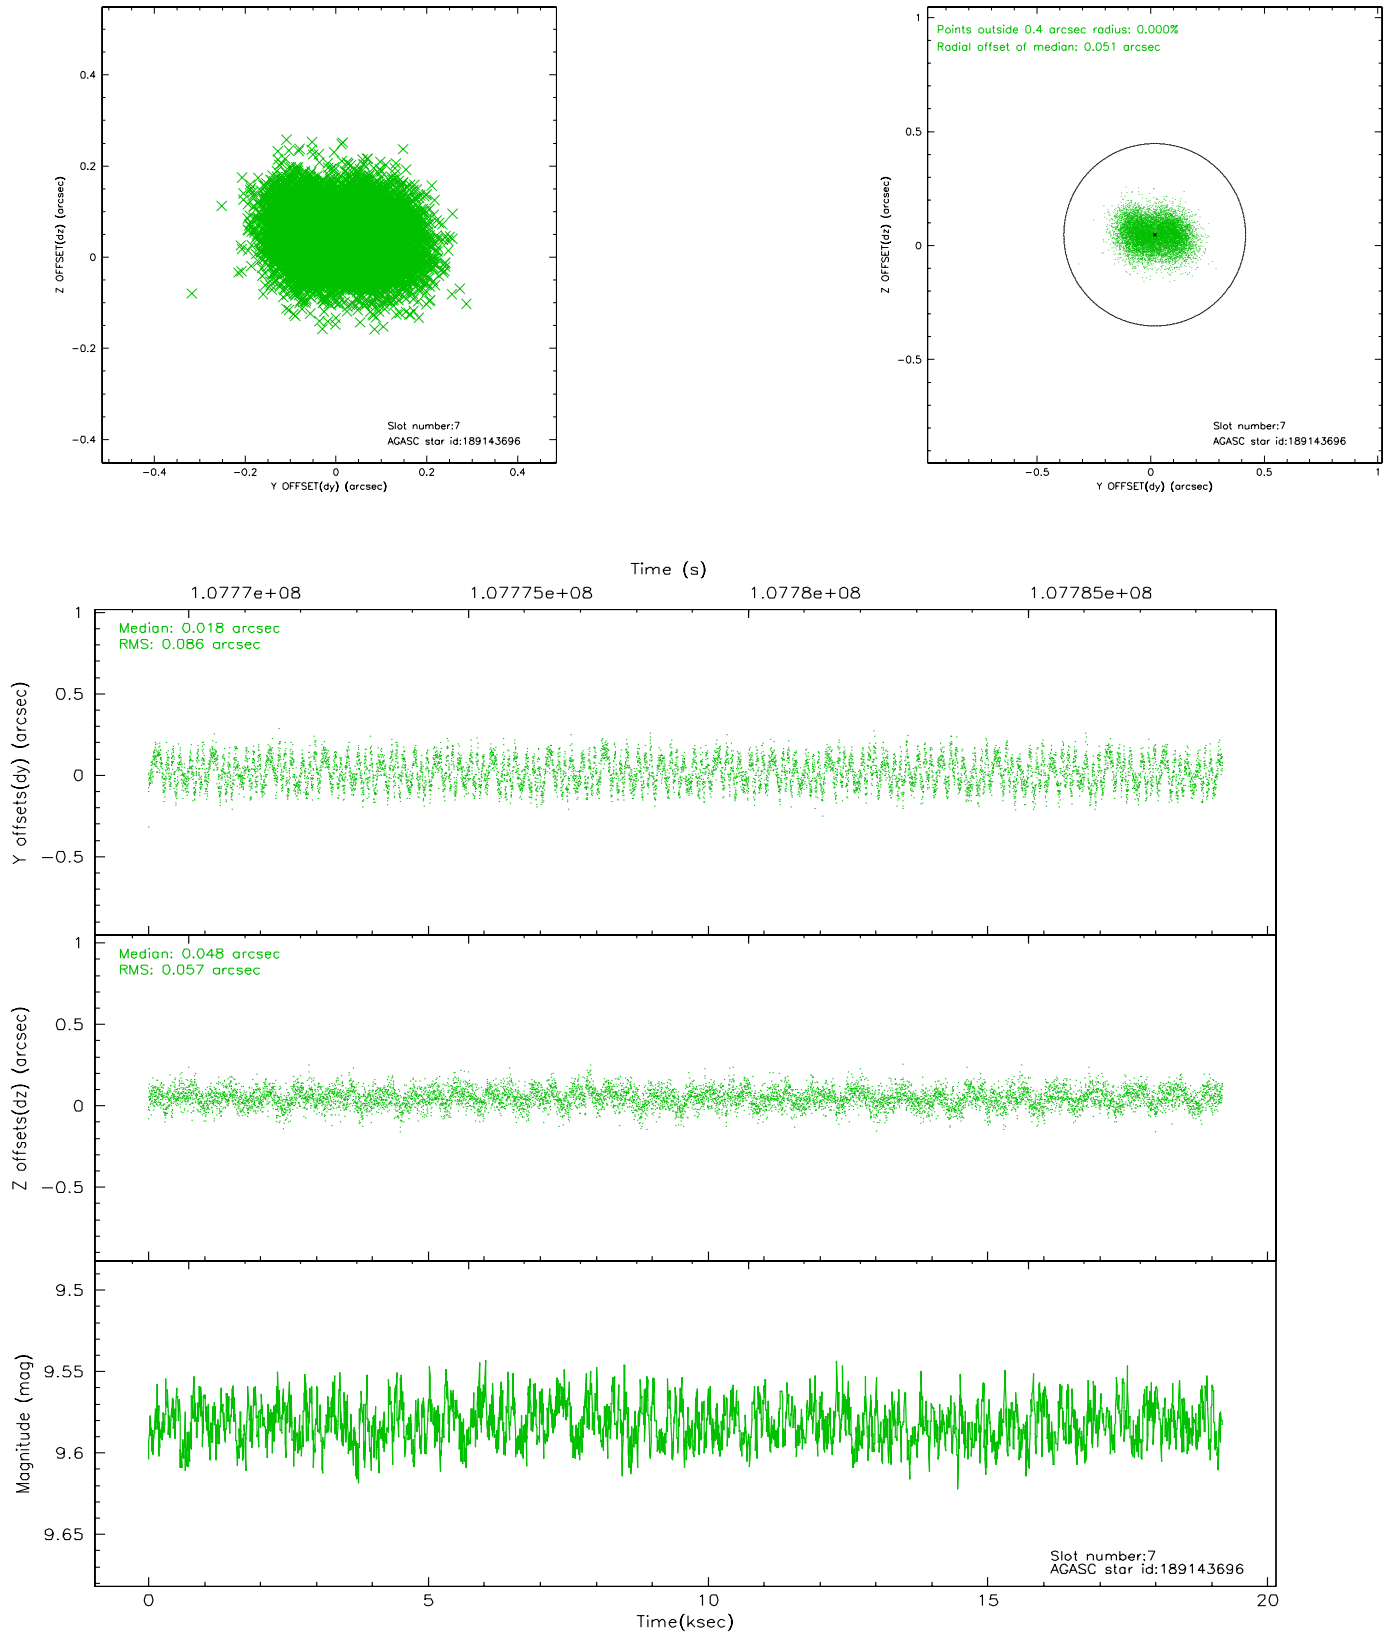 0.4
0.2
0
−0.2
−0.4
Z OFFSET(dz) (arcsec)
−0.4
−0.2
0
0.2
0.4
Y OFFSET(dy) (arcsec)
Slot number:7
AGASC star id:189143696
Points outside 0.4 arcsec radius: 0.000%
Radial offset of median: 0.051 arcsec
1
0.5
0
−0.5
Z OFFSET(dz) (arcsec)
−0.5
0
0.5
1
Y OFFSET(dy) (arcsec)
Slot number:7
AGASC star id:189143696
Time (s)
1.0777e+08
1.07775e+08
1.0778e+08
1.07785e+08
Median: 0.018 arcsec
RMS: 0.086 arcsec
1
0.5
0
−0.5
Y offsets(dy) (arcsec)
Median: 0.048 arcsec
RMS: 0.057 arcsec
1
0.5
0
−0.5
Z offsets(dz) (arcsec)
9.5
9.55
9.6
9.65
Magnitude (mag)
Slot number:7
AGASC star id:189143696
0
5
10
15
20
Time(ksec)